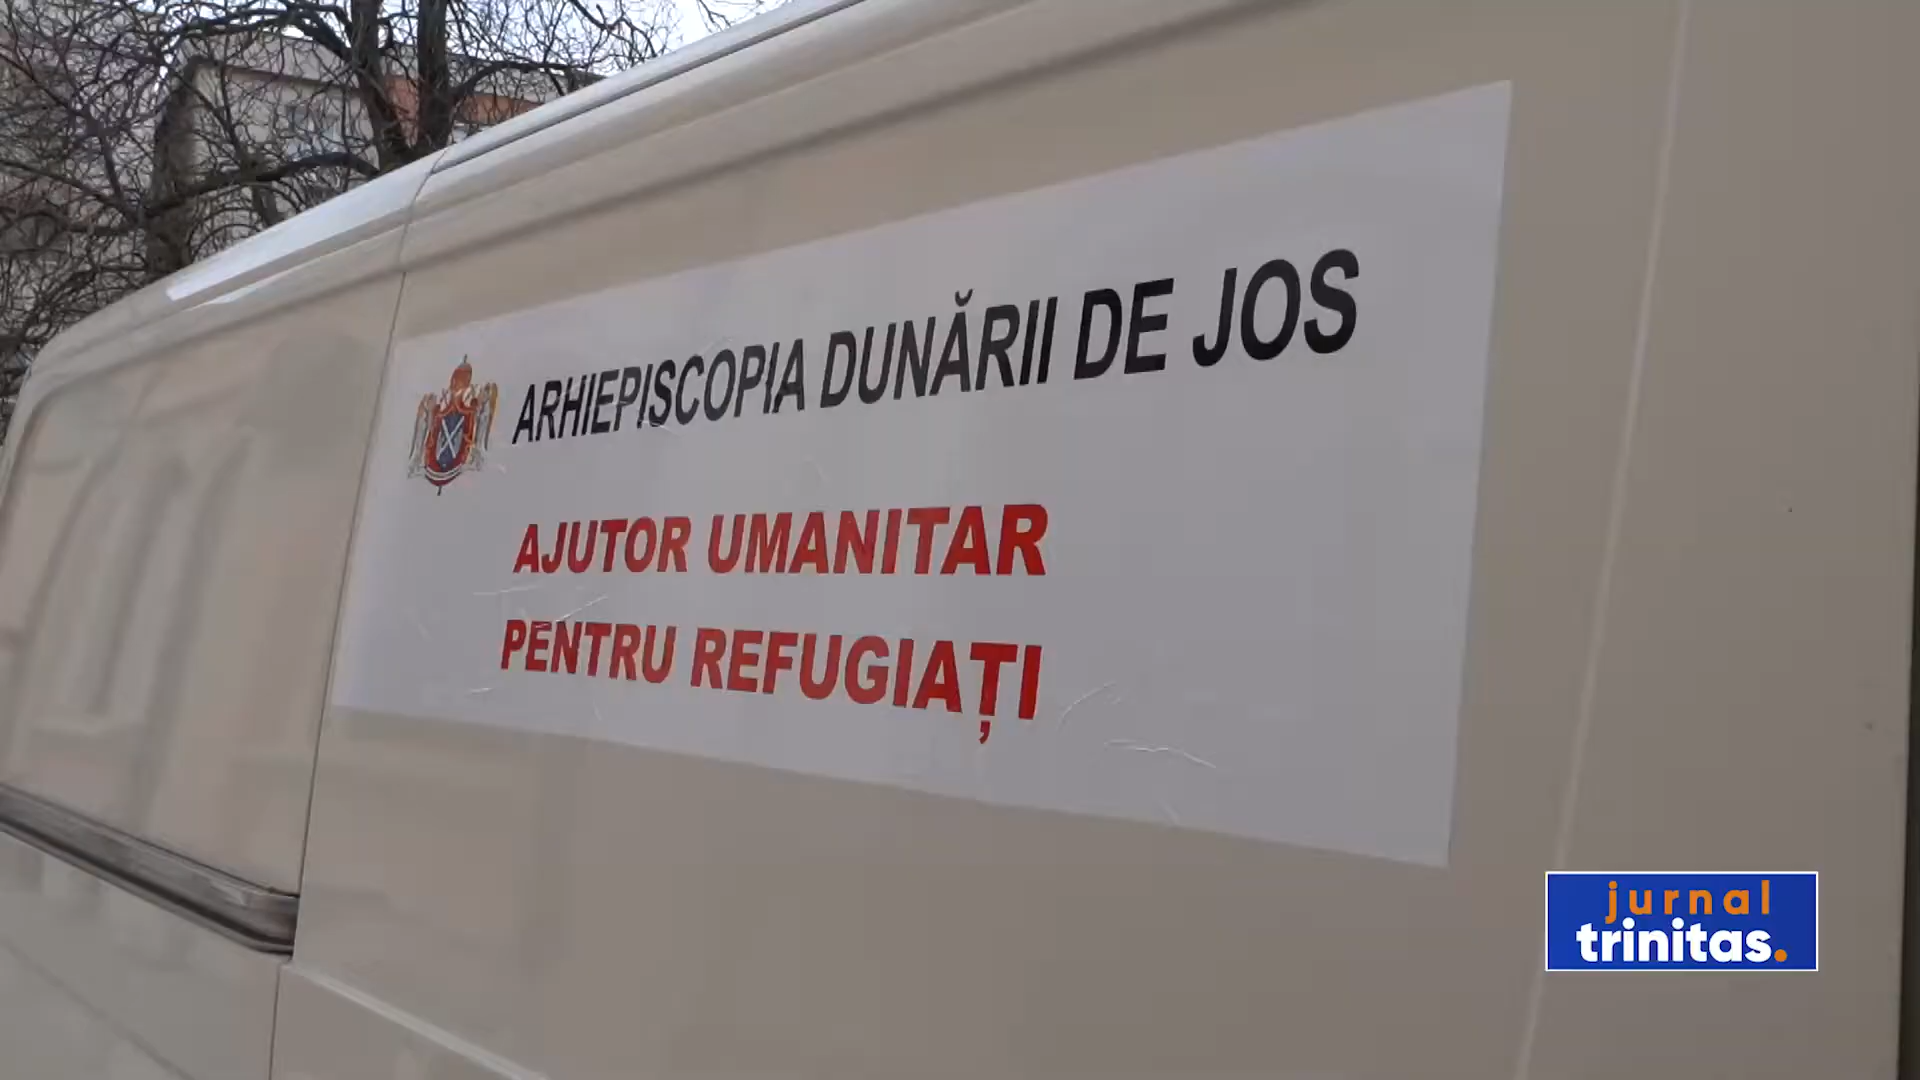 ARHIEPISCOPIA DUNĂRII DE JOS
AJUTOR UMANITAR
PENTRU REFUGIAȚI
jurnal
trinitas.